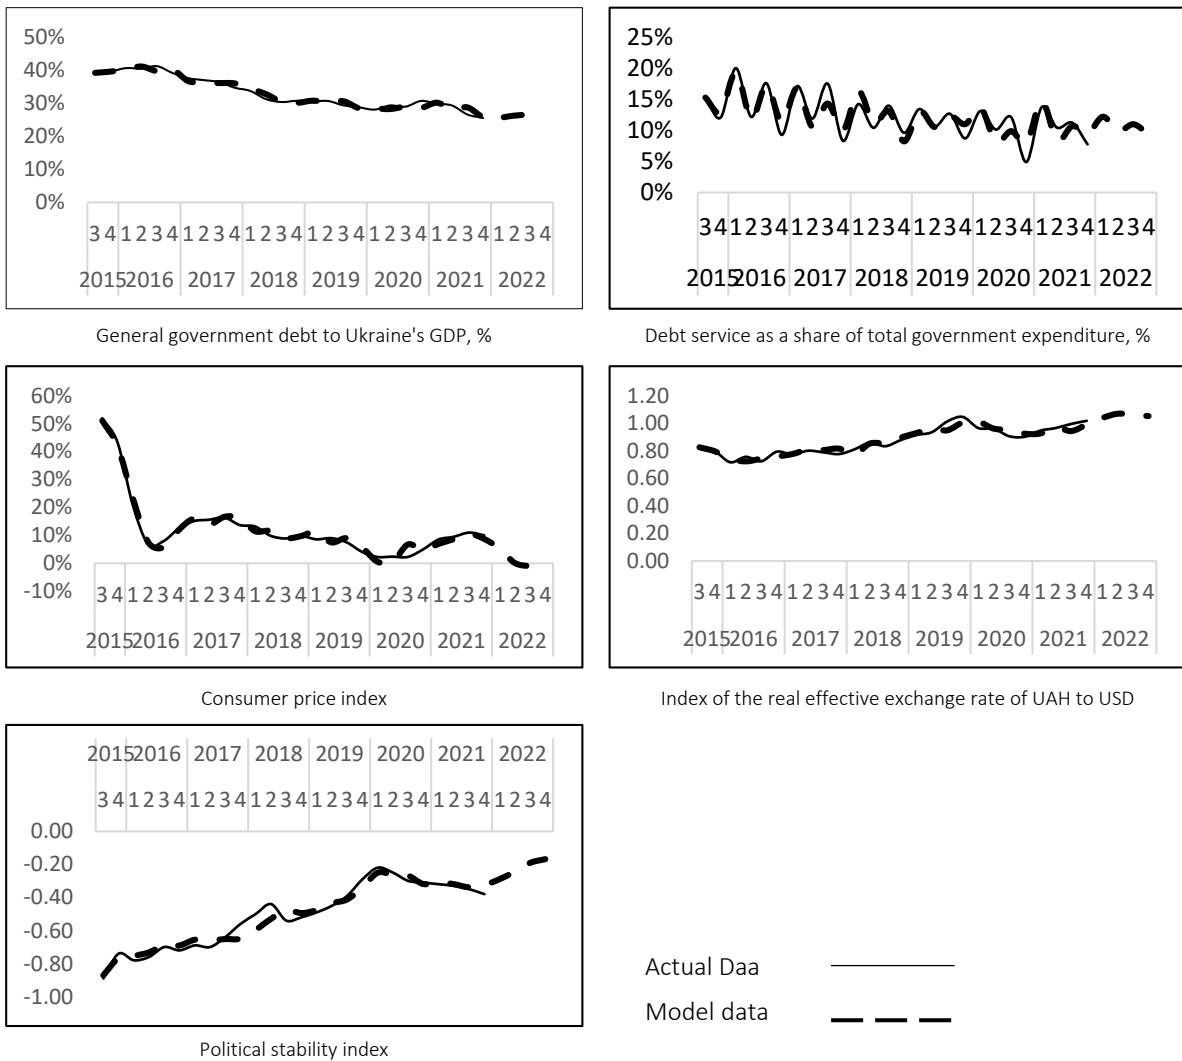 50%
40%
30%
20%
10%
0%
3 4 1 2 3 4 1 2 3 4 1 2 3 4 1 2 3 4 1 2 3 4 1 2 3 4 1 2 3 4
2015 2016 2017 2018 2019 2020 2021 2022
General government debt to Ukraine's GDP, %
25%
20%
15%
10%
5%
0%
3 4 1 2 3 4 1 2 3 4 1 2 3 4 1 2 3 4 1 2 3 4 1 2 3 4 1 2 3 4
2015 2016 2017 2018 2019 2020 2021 2022
Debt service as a share of total government expenditure, %
60%
50%
40%
30%
20%
10%
0%
-10%
3 4 1 2 3 4 1 2 3 4 1 2 3 4 1 2 3 4 1 2 3 4 1 2 3 4 1 2 3 4
2015 2016 2017 2018 2019 2020 2021 2022
Consumer price index
1.20
1.00
0.80
0.60
0.40
0.20
0.00
3 4 1 2 3 4 1 2 3 4 1 2 3 4 1 2 3 4 1 2 3 4 1 2 3 4 1 2 3 4
2015 2016 2017 2018 2019 2020 2021 2022
Index of the real effective exchange rate of UAH to USD
2015 2016 2017 2018 2019 2020 2021 2022
3 4 1 2 3 4 1 2 3 4 1 2 3 4 1 2 3 4 1 2 3 4 1 2 3 4 1 2 3 4
0.00
-0.20
-0.40
-0.60
-0.80
-1.00
Political stability index
Actual Daa
Model data